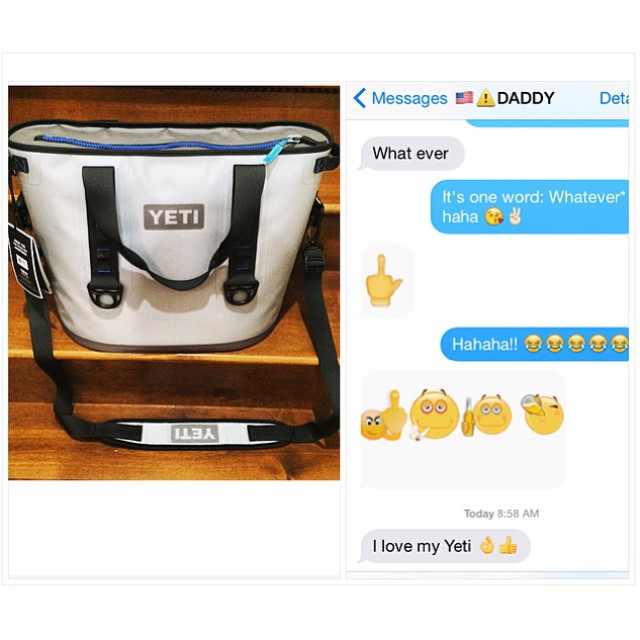 YETI
YETI
Messages 🇺🇸⚠️DADDY Deta
What ever
It's one word: Whatever*
haha 😘✌🏻
Hahaha!! 😂😂😂😂😂
Today 8:58 AM
I love my Yeti 👌👍